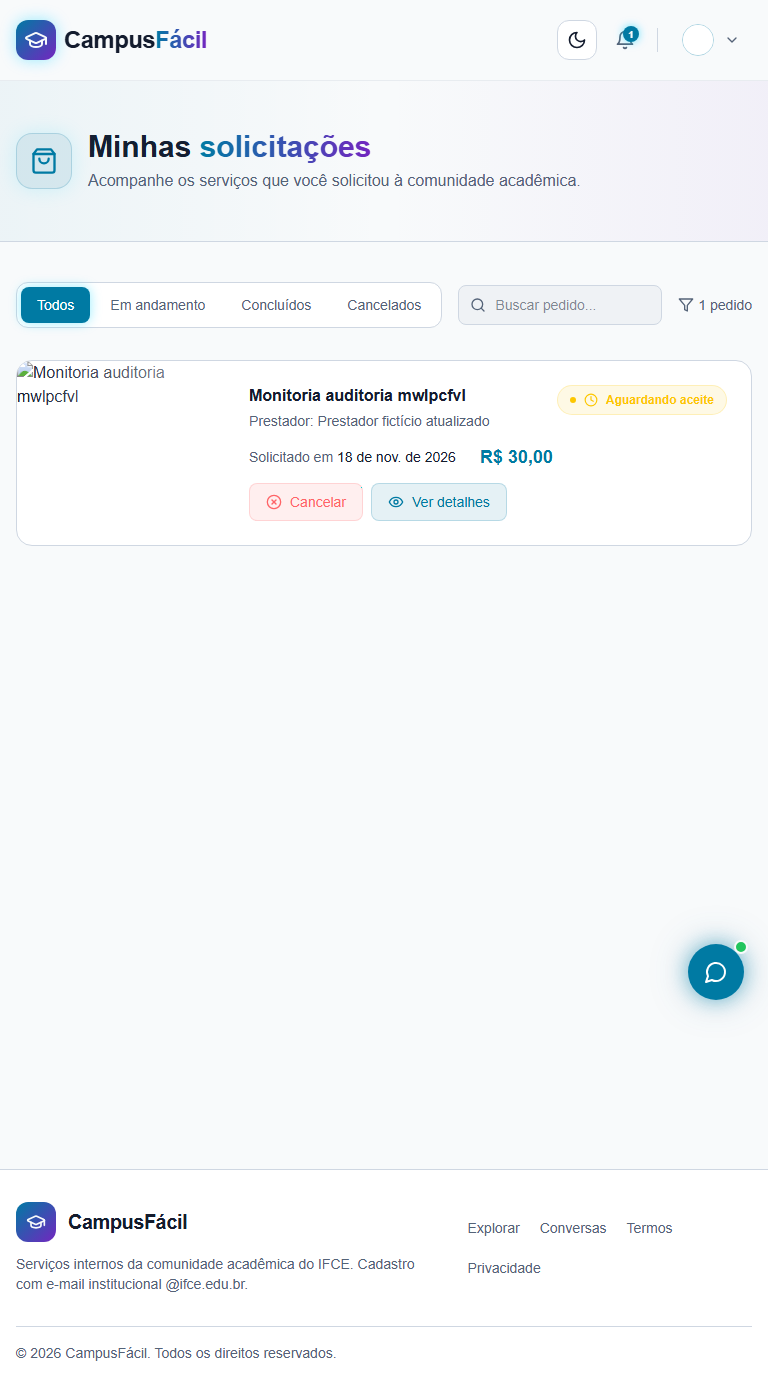 CampusFácil
1
Minhas solicitações
Acompanhe os serviços que você solicitou à comunidade acadêmica.
Todos
Em andamento
Concluídos
Cancelados
Buscar pedido...
1 pedido
Monitoria auditoria
mwlpcfvl
Monitoria auditoria mwlpcfvl
Aguardando aceite
Prestador: Prestador fictício atualizado
Solicitado em 18 de nov. de 2026
R$ 30,00
Cancelar
Ver detalhes
CampusFácil
Serviços internos da comunidade acadêmica do IFCE. Cadastro
com e-mail institucional @ifce.edu.br.
Explorar
Conversas
Termos
Privacidade
© 2026 CampusFácil. Todos os direitos reservados.